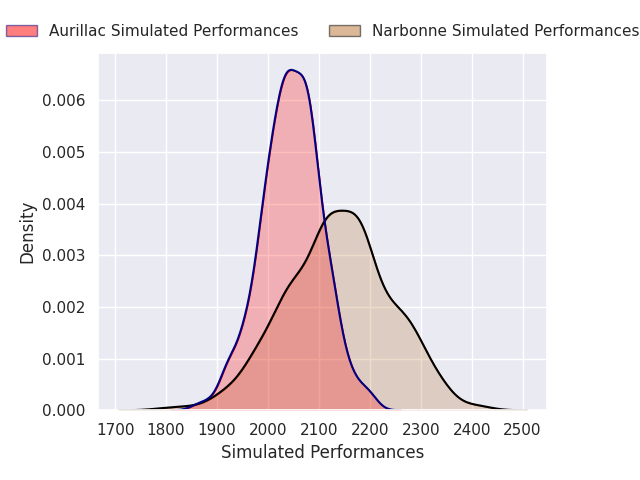 Aurillac Simulated Performances
Narbonne Simulated Performances
0.006
0.005
0.004
0.003
0.002
0.001
0.000
Density
1700 1800 1900 2000 2100 2200 2300 2400 2500
Simulated Performances